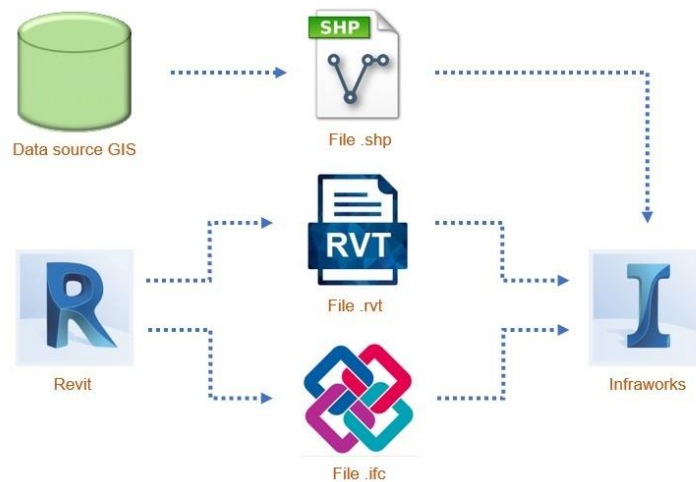 SHP
Data source GIS
File .shp
RVT
File .rvt
R
Revit
I
Infraworks
File .ifc